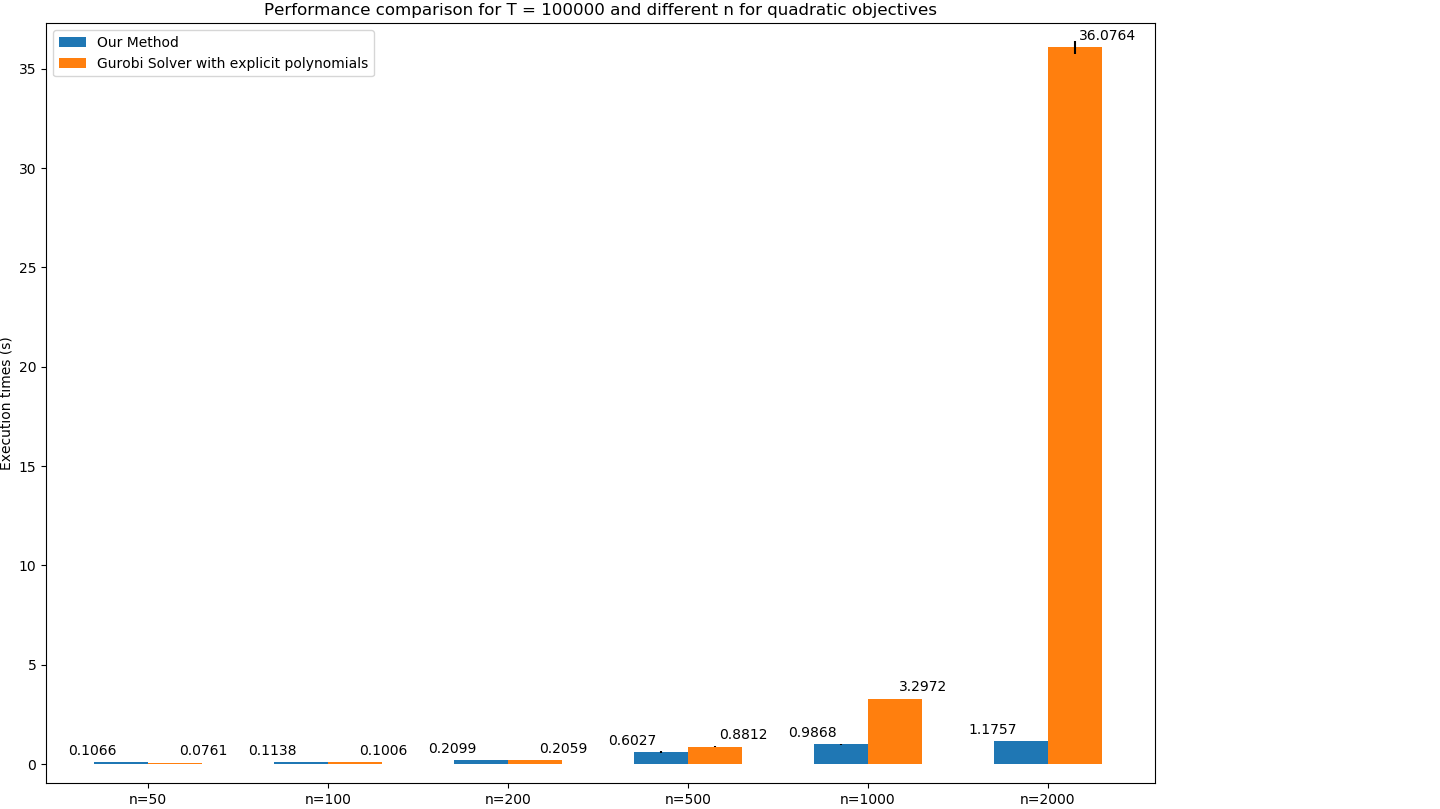 Performance comparison for T = 100000 and different n for quadratic objectives
Our Method
Gurobi Solver with explicit polynomials
Execution times (s)
35
30
25
20
15
10
5
0
0.1066
0.0761
0.1138
0.1006
0.2099
0.2059
0.6027
0.8812
0.9868
3.2972
1.1757
36.0764
n=50
n=100
n=200
n=500
n=1000
n=2000